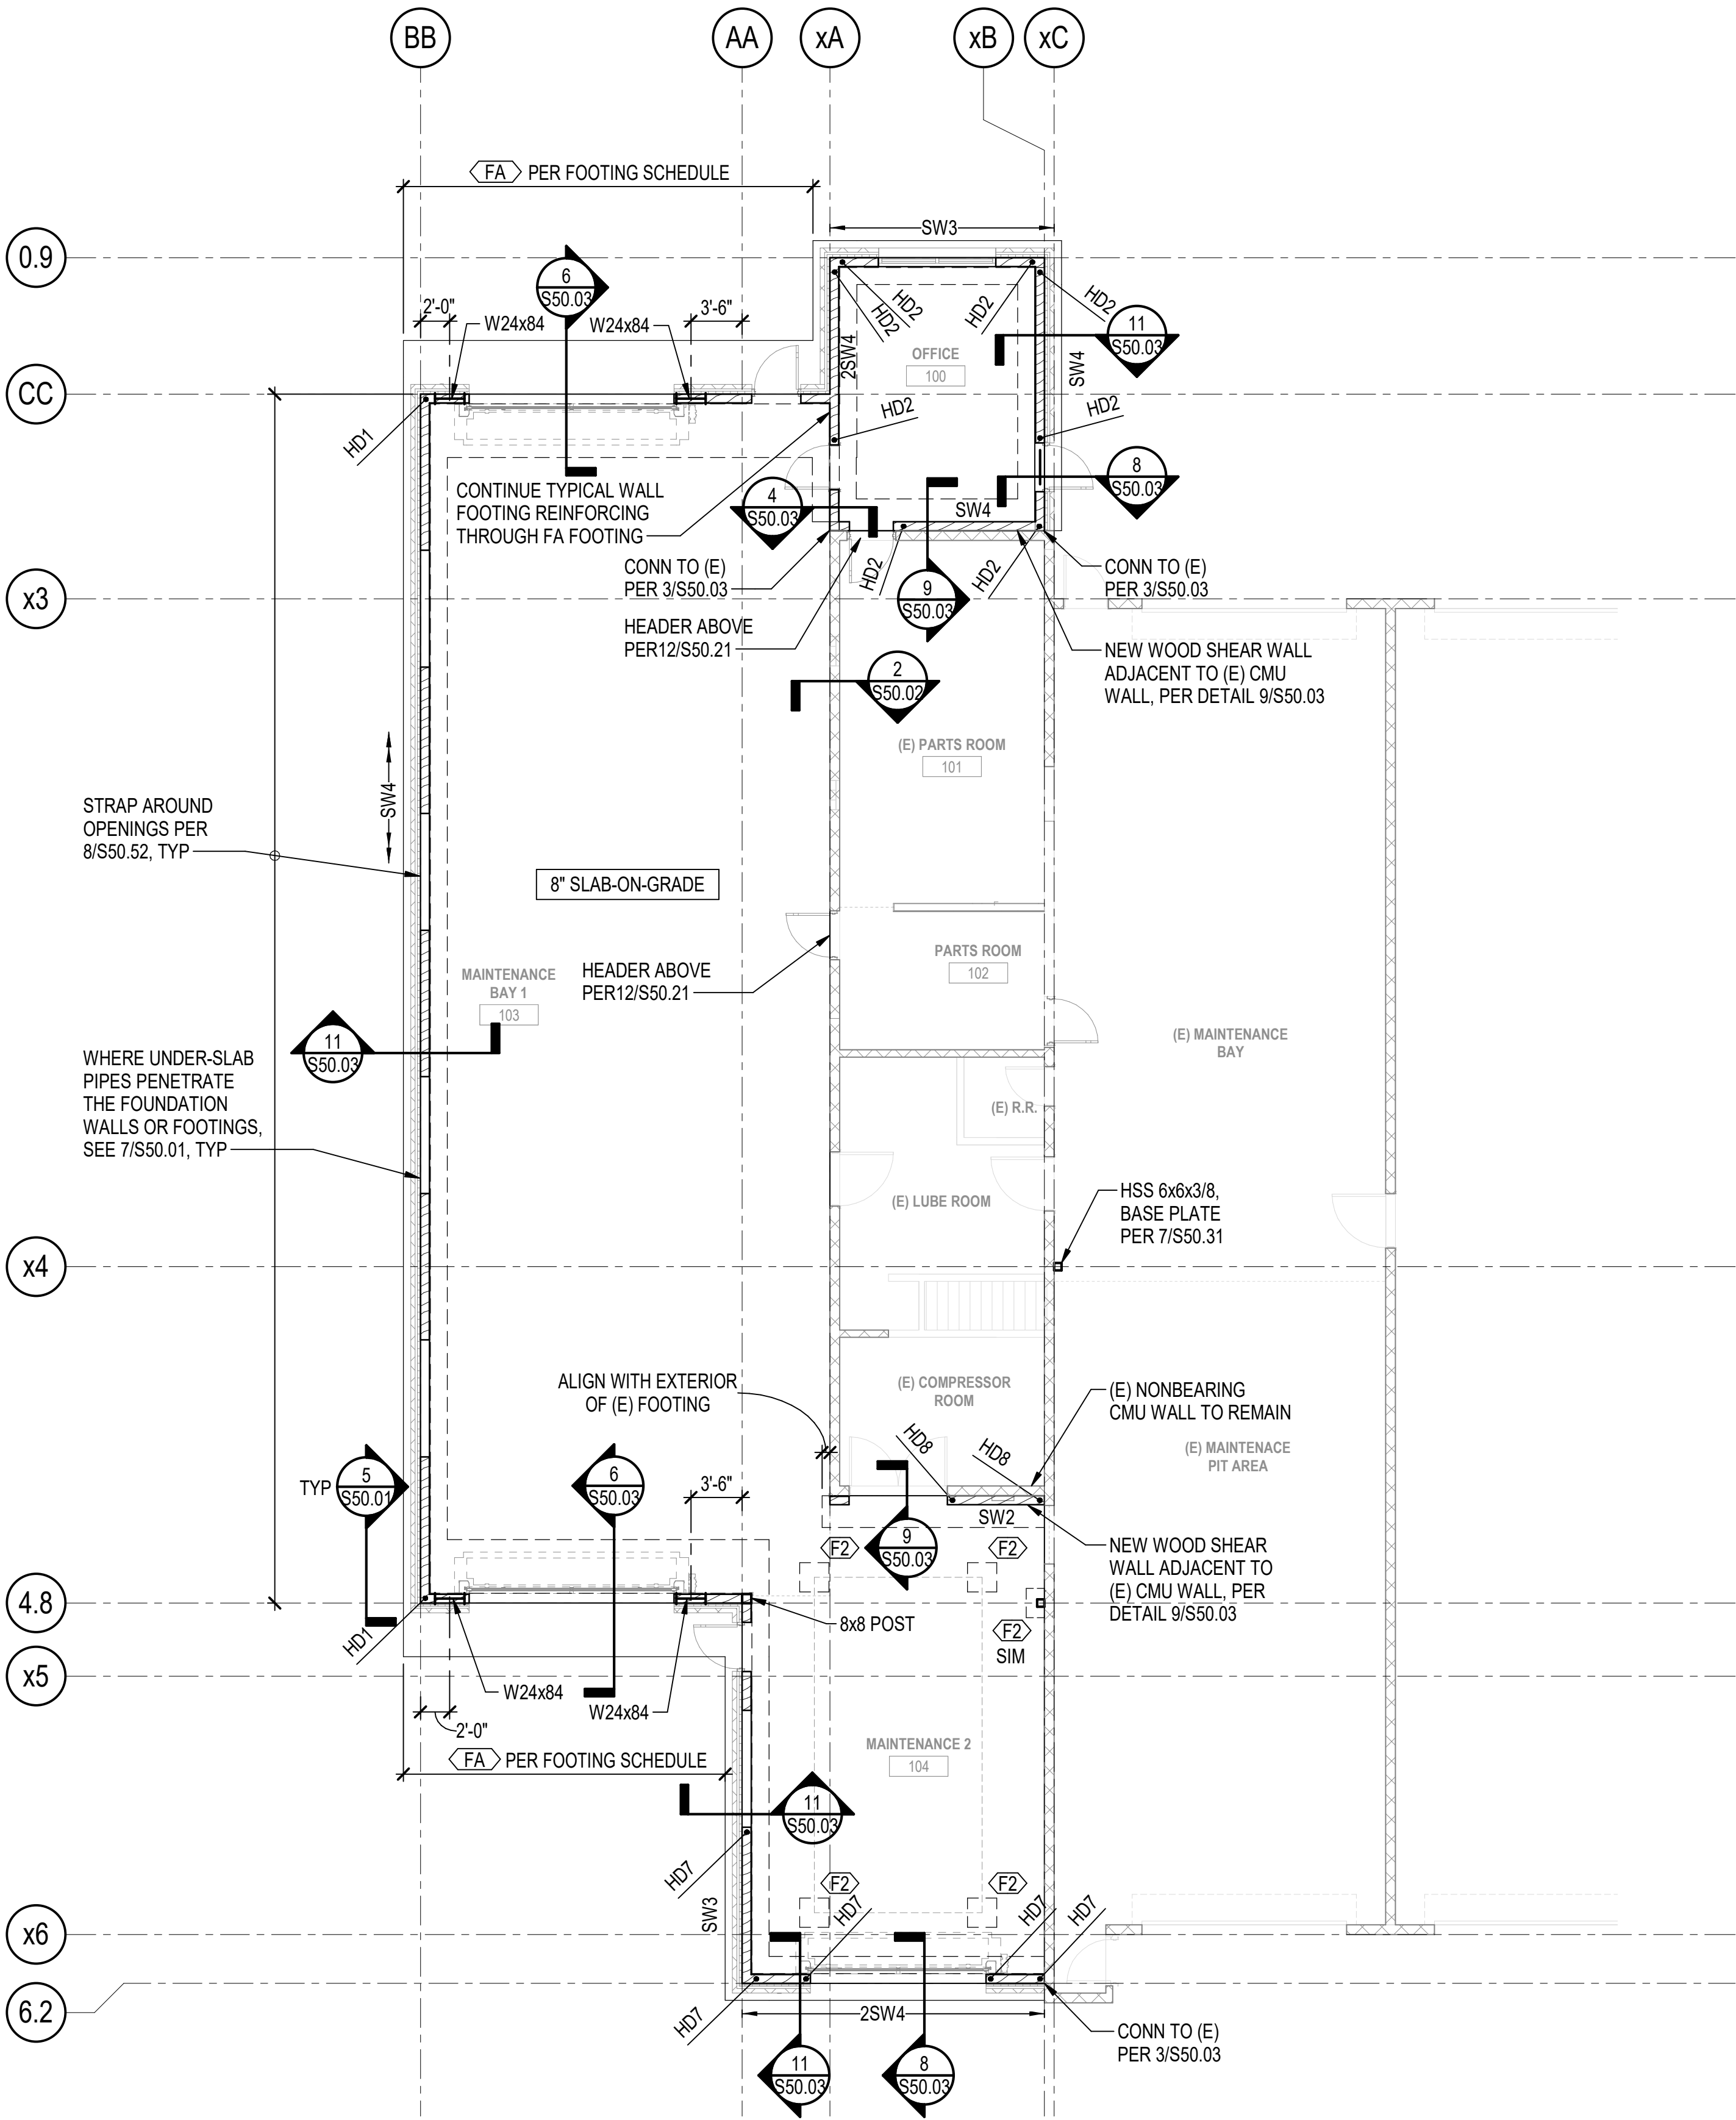 BB
AA
xA
xB
xC
FA PER FOOTING SCHEDULE
0.9
SW3
6
S50.03
2'-0"
W24x84
W24x84
3'-6"
HD2
HD2
HD2
HD2
11
S50.03
2SW4
OFFICE
100
SW4
CC
HD1
HD2
HD2
CONTINUE TYPICAL WALL
FOOTING REINFORCING
THROUGH FA FOOTING
4
S50.03
8
S50.03
SW4
CONN TO (E)
PER 3/S50.03
HD2
9
S50.03
HD2
CONN TO (E)
PER 3/S50.03
x3
HEADER ABOVE
PER12/S50.21
NEW WOOD SHEAR WALL
ADJACENT TO (E) CMU
WALL, PER DETAIL 9/S50.03
2
S50.02
(E) PARTS ROOM
101
SW4
STRAP AROUND
OPENINGS PER
8/S50.52, TYP
8" SLAB-ON-GRADE
MAINTENANCE
BAY 1
103
HEADER ABOVE
PER12/S50.21
PARTS ROOM
102
11
S50.03
(E) MAINTENANCE
BAY
WHERE UNDER-SLAB
PIPES PENETRATE
THE FOUNDATION
WALLS OR FOOTINGS,
SEE 7/S50.01, TYP
(E) R.R.
(E) LUBE ROOM
HSS 6x6x3/8,
BASE PLATE
PER 7/S50.31
x4
ALIGN WITH EXTERIOR
OF (E) FOOTING
(E) COMPRESSOR
ROOM
(E) NONBEARING
CMU WALL TO REMAIN
HD8
HD8
(E) MAINTENACE
PIT AREA
TYP
5
S50.01
6
S50.03
3'-6"
SW2
F2
9
S50.03
F2
NEW WOOD SHEAR
WALL ADJACENT TO
(E) CMU WALL, PER
DETAIL 9/S50.03
4.8
HD1
8x8 POST
F2
SIM
x5
W24x84
W24x84
2'-0"
FA PER FOOTING SCHEDULE
MAINTENANCE 2
104
11
S50.03
HD7
F2
F2
SW3
HD7
HD7
HD7
x6
6.2
HD7
2SW4
CONN TO (E)
PER 3/S50.03
11
S50.03
8
S50.03